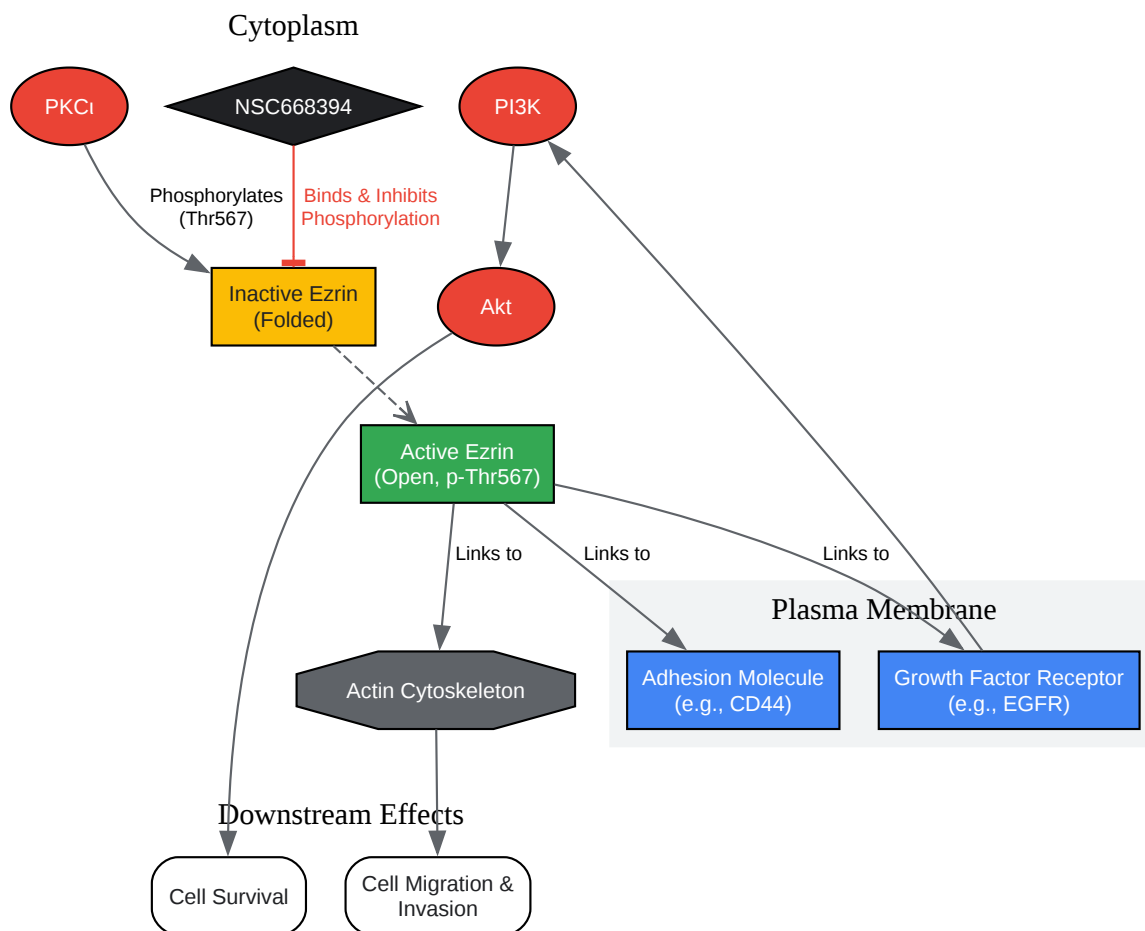 Cytoplasm
PKCι
NSC668394
PI3K
Phosphorylates
(Thr567)
Binds & Inhibits
Phosphorylation
Inactive Ezrin
(Folded)
Akt
Active Ezrin
(Open, p-Thr567)
Links to
Links to
Links to
Plasma Membrane
Adhesion Molecule
(e.g., CD44)
Growth Factor Receptor
(e.g., EGFR)
Actin Cytoskeleton
Downstream Effects
Cell Survival
Cell Migration &
Invasion